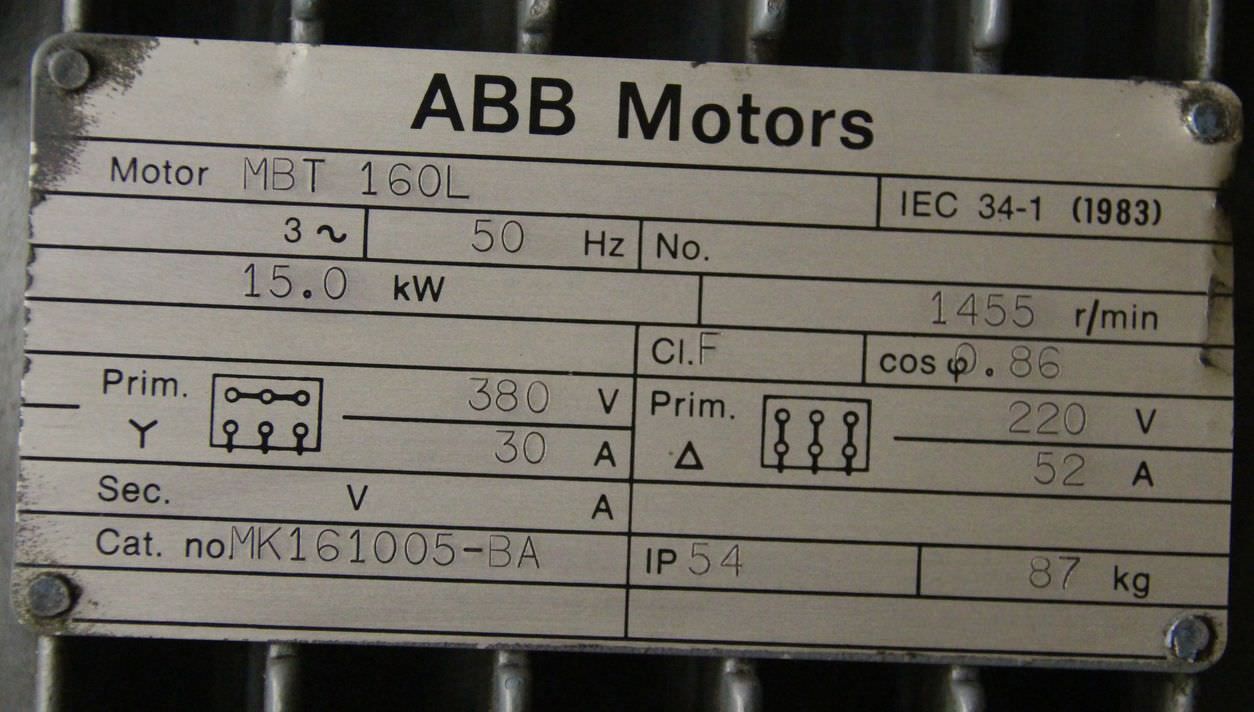 ABB Motors
Motor MBT 160L IEC 34-1 (1983)
3 ~ 50 Hz No.
15.0 kW 1455 r/min
Cl. F cos φ 0.86
Prim. Y 380 V Prim. Δ 220 V
30 A 52 A
Sec. V A
Cat. no MK161005-BA IP 54 87 kg